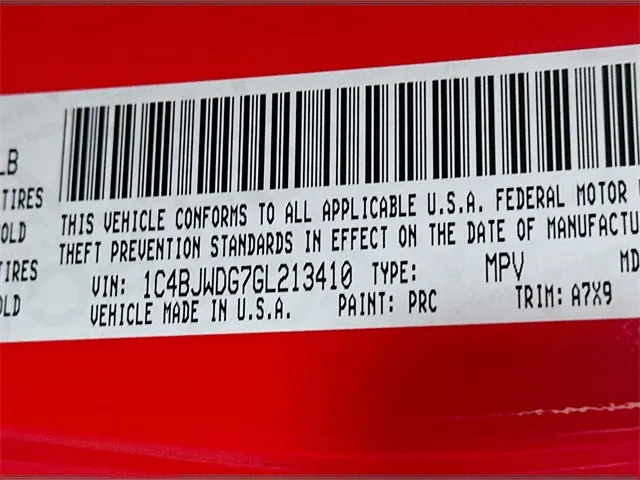 LB
TIRES
OLD
TIRES
OLD
THIS VEHICLE CONFORMS TO ALL APPLICABLE U.S.A. FEDERAL MOTOR
THEFT PREVENTION STANDARDS IN EFFECT ON THE DATE OF MANUFACTU
VIN: 1C4BJWDG7GL213410 TYPE: MPV MD
VEHICLE MADE IN U.S.A. PAINT: PRC TRIM: A7X9